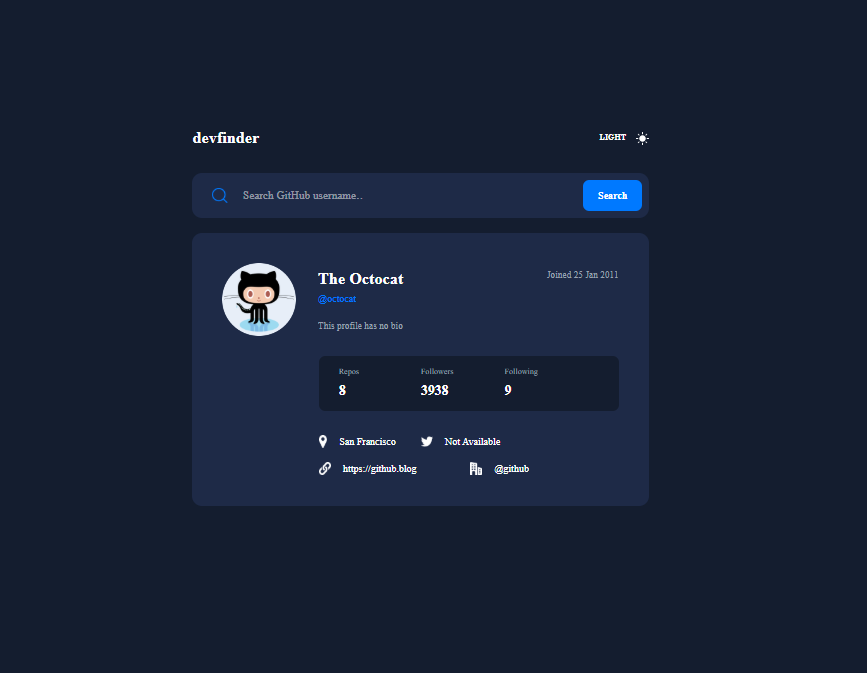 devfinder LIGHT
Search GitHub username.. Search
The Octocat Joined 25 Jan 2011
@octocat
This profile has no bio
Repos Followers Following
8 3938 9
San Francisco Not Available
https://github.blog @github